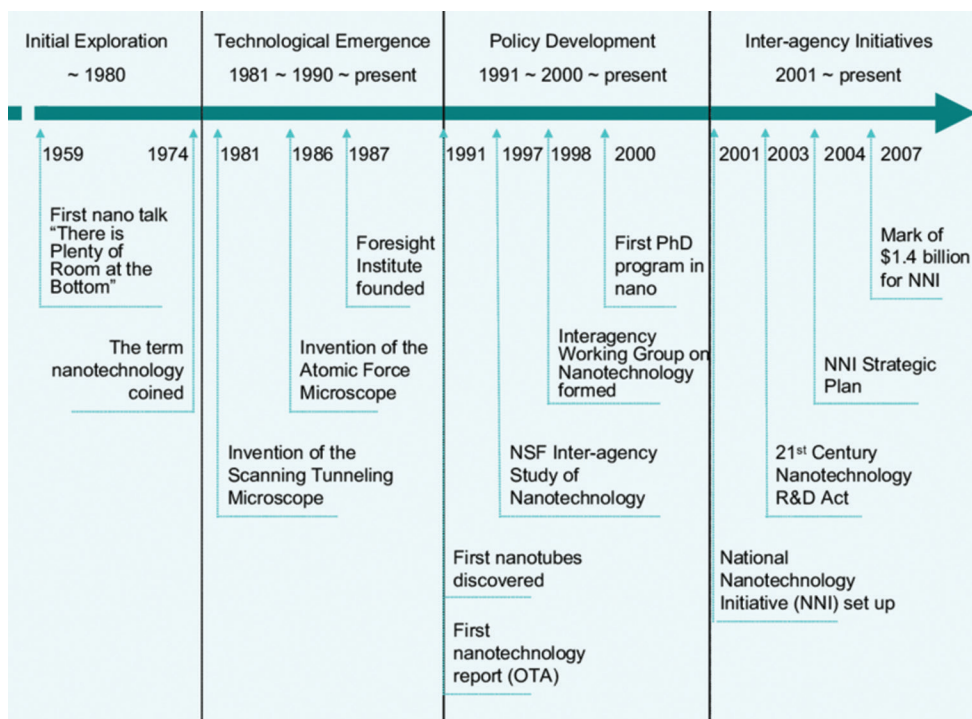 Initial Exploration
~ 1980
Technological Emergence
1981 ~ 1990 ~ present
Policy Development
1991 ~ 2000 ~ present
Inter-agency Initiatives
2001 ~ present
1959
1974
1981
1986
1987
1991
1997
1998
2000
2001
2003
2004
2007
First nano talk
“There is
Plenty of
Room at the
Bottom”
The term
nanotechnology
coined
Foresight
Institute
founded
Invention of the
Atomic Force
Microscope
Invention of the
Scanning Tunneling
Microscope
First PhD
program in
nano
Interagency
Working Group on
Nanotechnology
formed
NSF Inter-agency
Study of
Nanotechnology
First nanotubes
discovered
First
nanotechnology
report (OTA)
Mark of
$1.4 billion
for NNI
NNI Strategic
Plan
21st Century
Nanotechnology
R&D Act
National
Nanotechnology
Initiative (NNI) set up